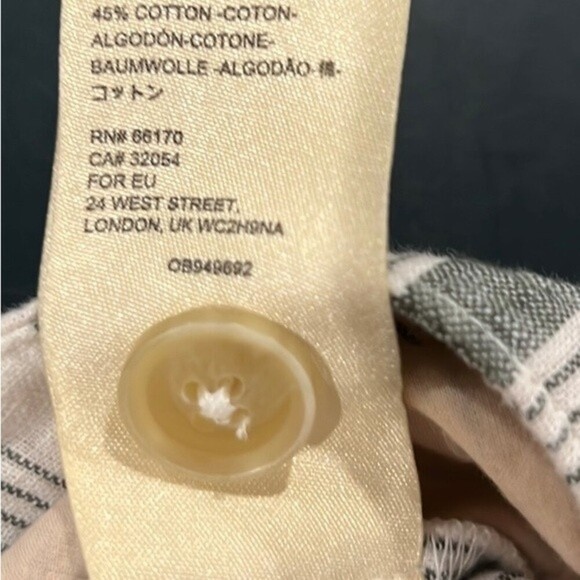 45% COTTON -COTON-
ALGODÓN-COTONE-
BAUMWOLLE -ALGODÃO-棉-
コットン
RN# 66170
CA# 32054
FOR EU
24 WEST STREET,
LONDON, UK WC2H9NA
OB949692